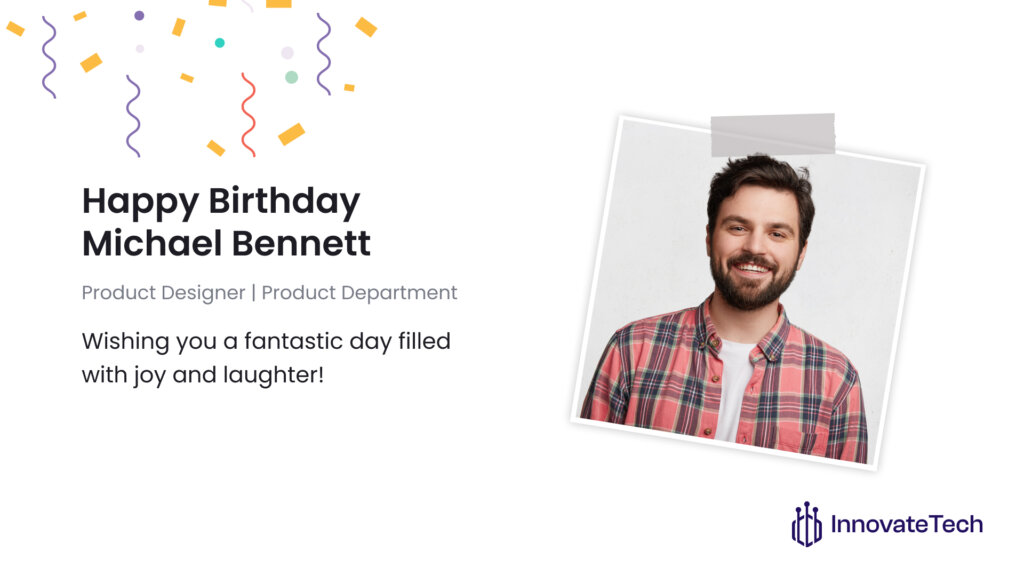 Happy Birthday
Michael Bennett
Product Designer | Product Department
Wishing you a fantastic day filled
with joy and laughter!
InnovateTech